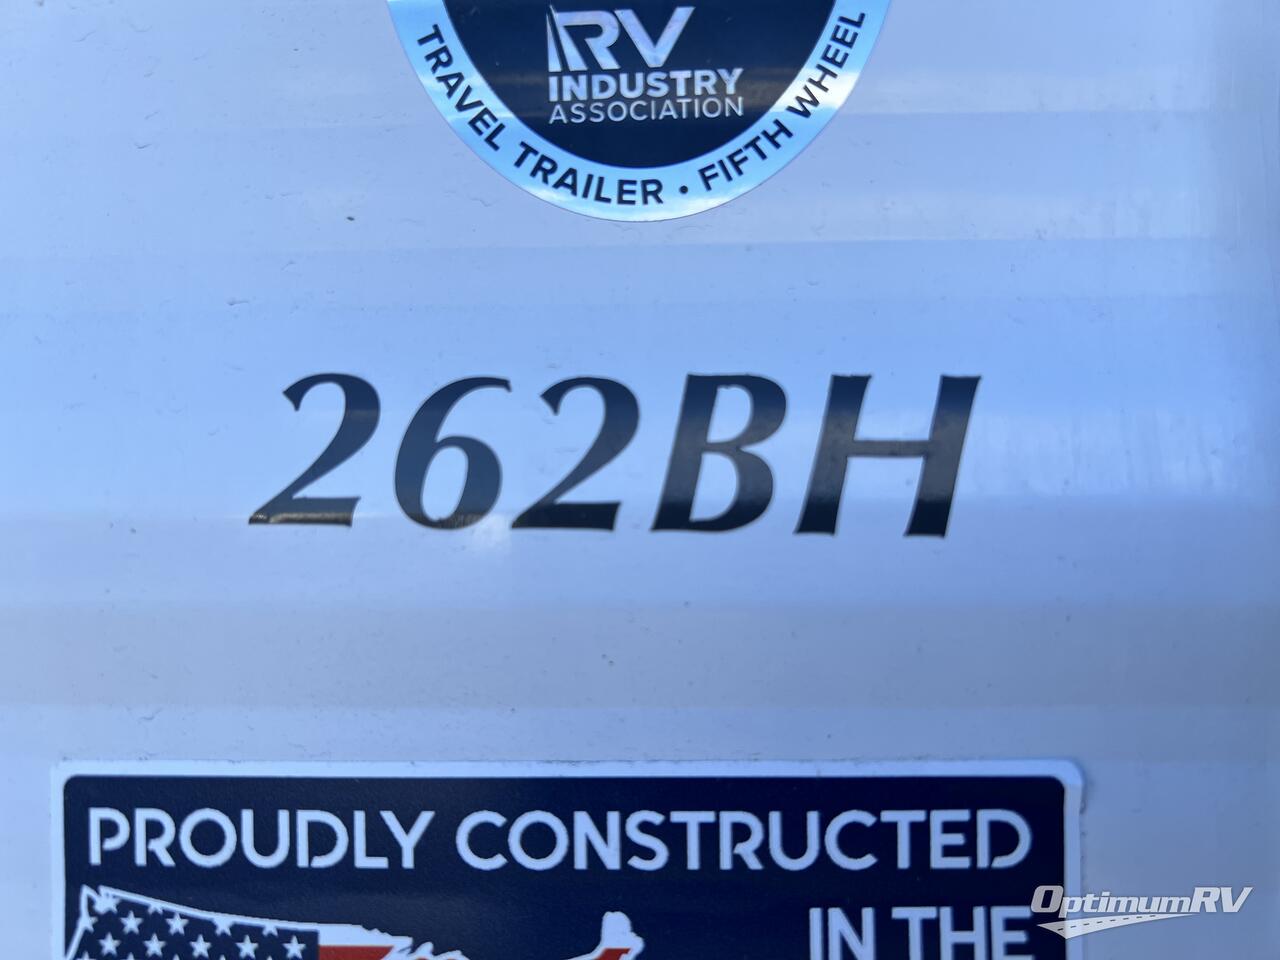 RV
INDUSTRY
ASSOCIATION
TRAVEL TRAILER • FIFTH WHEEL
262BH
PROUDLY CONSTRUCTED
IN THE
OptimumRV